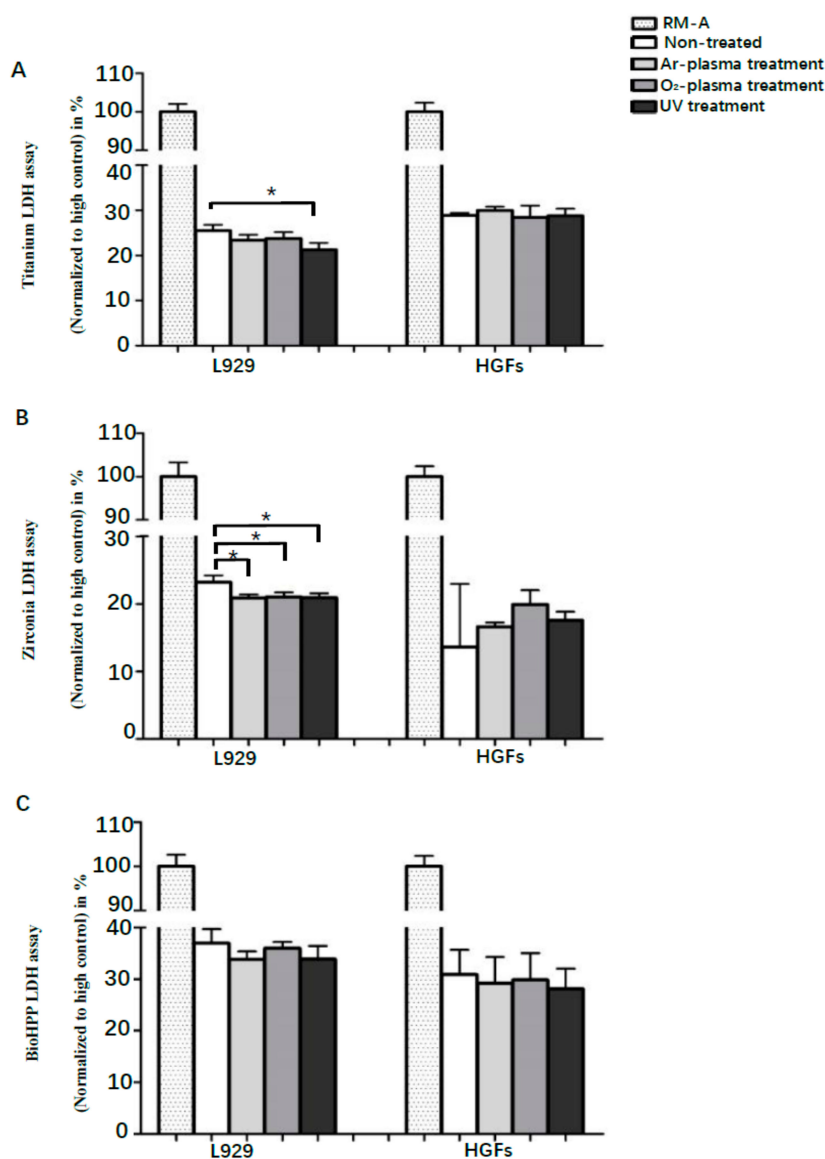 RM-A
Non-treated
Ar-plasma treatment
O₂-plasma treatment
UV treatment
A
Titanium LDH assay
(Normalized to high control) in %
110
100
90
40
30
20
10
0
*
L929
HGFs
B
Zirconia LDH assay
(Normalized to high control) in %
110
100
90
30
20
10
0
*
*
*
L929
HGFs
C
BioHPP LDH assay
(Normalized to high control) in %
110
100
90
40
30
20
10
0
L929
HGFs